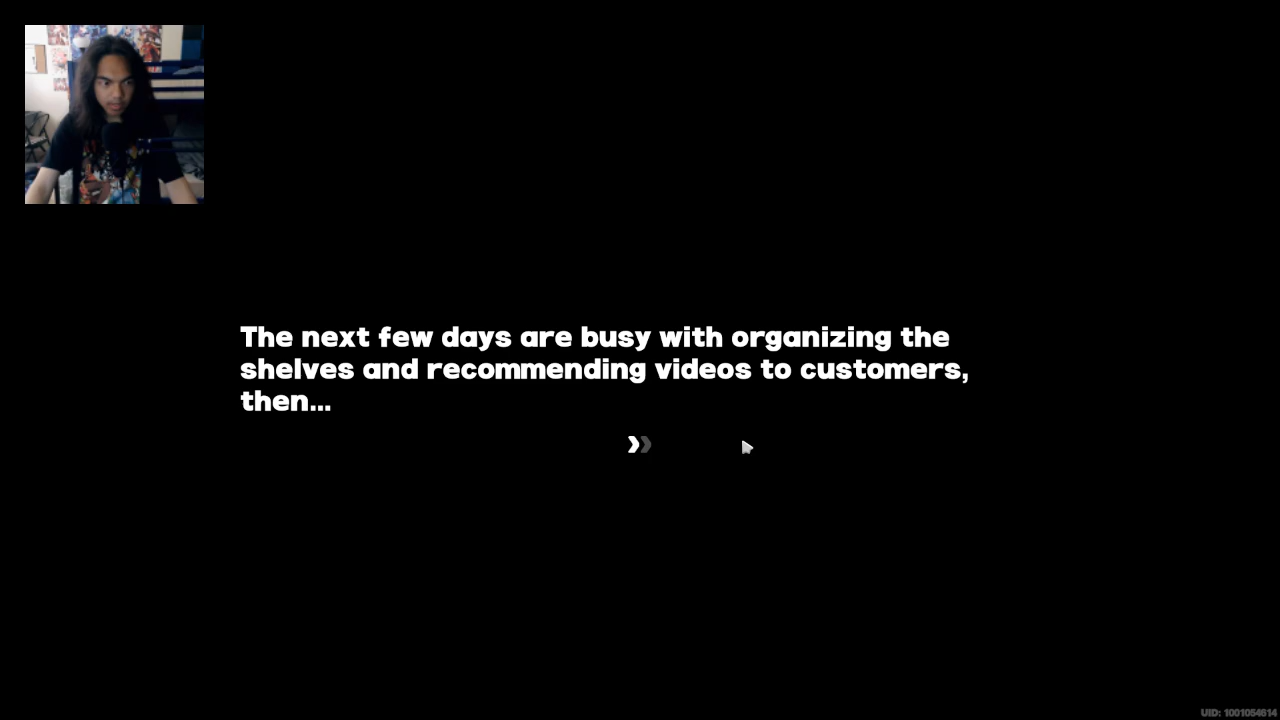 The next few days are busy with organizing the
shelves and recommending videos to customers,
then...
UID: 1001054614